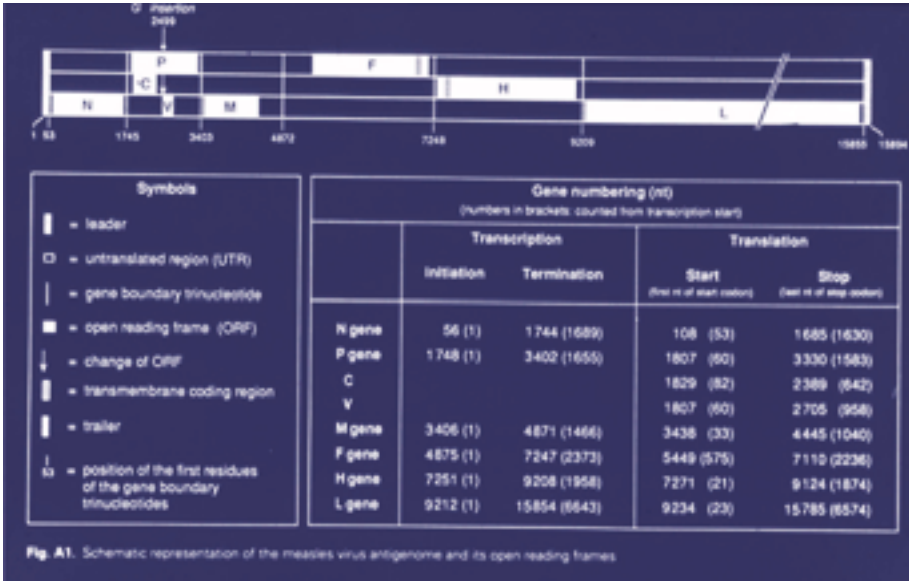 'G' insertion
2499
P F
C H
N V M L
1 53 1745 3403 4872 7248 9209 15855 15894
Symbols
= leader
= untranslated region (UTR)
= gene boundary trinucleotide
= open reading frame (ORF)
= change of ORF
= transmembrane coding region
= trailer
53 = position of the first residues
of the gene boundary
trinucleotides
Gene numbering (nt)
(numbers in brackets: counted from transcription start)
Transcription Translation
Initiation Termination Start Stop
(first nt of start codon) (last nt of stop codon)
N gene 56 (1) 1744 (1689) 108 (53) 1685 (1630)
P gene 1748 (1) 3402 (1655) 1807 (60) 3330 (1583)
C 1829 (82) 2389 (642)
V 1807 (60) 2705 (958)
M gene 3406 (1) 4871 (1466) 3438 (33) 4445 (1040)
F gene 4875 (1) 7247 (2373) 5449 (575) 7110 (2236)
H gene 7251 (1) 9208 (1958) 7271 (21) 9124 (1874)
L gene 9212 (1) 15854 (6643) 9234 (23) 15785 (6574)
Fig. A1. Schematic representation of the measles virus antigenome and its open reading frames